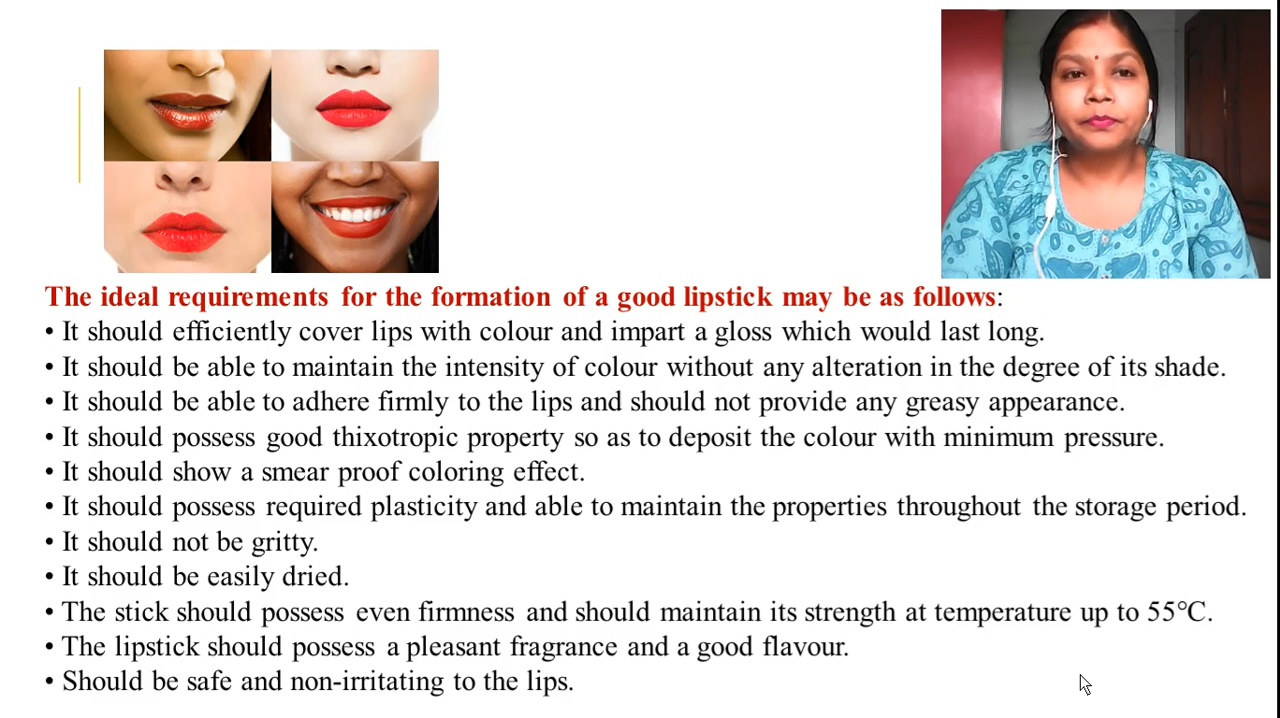 The ideal requirements for the formation of a good lipstick may be as follows:
• It should efficiently cover lips with colour and impart a gloss which would last long.
• It should be able to maintain the intensity of colour without any alteration in the degree of its shade.
• It should be able to adhere firmly to the lips and should not provide any greasy appearance.
• It should possess good thixotropic property so as to deposit the colour with minimum pressure.
• It should show a smear proof coloring effect.
• It should possess required plasticity and able to maintain the properties throughout the storage period.
• It should not be gritty.
• It should be easily dried.
• The stick should possess even firmness and should maintain its strength at temperature up to 55°C.
• The lipstick should possess a pleasant fragrance and a good flavour.
• Should be safe and non-irritating to the lips.